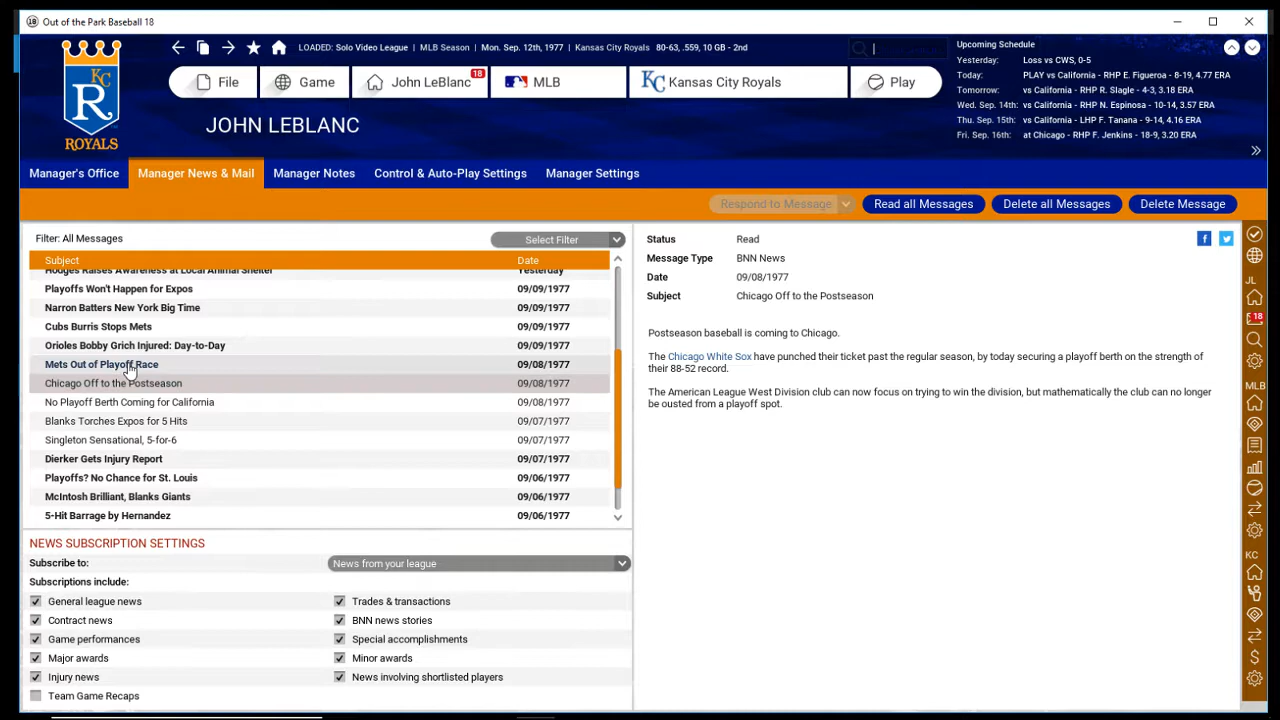 Out of the Park Baseball 18
LOADED: Solo Video League | MLB Season | Mon. Sep. 12th, 1977 | Kansas City Royals 80-63, .559, 10 GB - 2nd
Upcoming Schedule
Yesterday: Loss vs CWS, 0-5
Today: PLAY vs California - RHP E. Figueroa - 8-19, 4.77 ERA
Tomorrow: vs California - RHP R. Slagle - 4-3, 3.18 ERA
Wed. Sep. 14th: vs California - RHP N. Espinosa - 10-14, 3.57 ERA
Thu. Sep. 15th: vs California - LHP F. Tanana - 9-14, 4.16 ERA
Fri. Sep. 16th: at Chicago - RHP F. Jenkins - 18-9, 3.20 ERA
KC
R
ROYALS
File
Game
John LeBlanc
18
MLB
KC Kansas City Royals
Play
JOHN LEBLANC
Manager's Office
Manager News & Mail
Manager Notes
Control & Auto-Play Settings
Manager Settings
Respond to Message
Read all Messages
Delete all Messages
Delete Message
Filter: All Messages
Select Filter
Subject Date
Hodges Raises Awareness at Local Animal Shelter Yesterday
Playoffs Won't Happen for Expos 09/09/1977
Narron Batters New York Big Time 09/09/1977
Cubs Burris Stops Mets 09/09/1977
Orioles Bobby Grich Injured: Day-to-Day 09/09/1977
Mets Out of Playoff Race 09/08/1977
Chicago Off to the Postseason 09/08/1977
No Playoff Berth Coming for California 09/08/1977
Blanks Torches Expos for 5 Hits 09/07/1977
Singleton Sensational, 5-for-6 09/07/1977
Dierker Gets Injury Report 09/07/1977
Playoffs? No Chance for St. Louis 09/06/1977
McIntosh Brilliant, Blanks Giants 09/06/1977
5-Hit Barrage by Hernandez 09/06/1977
Status Read
Message Type BNN News
Date 09/08/1977
Subject Chicago Off to the Postseason
Postseason baseball is coming to Chicago.
The Chicago White Sox have punched their ticket past the regular season, by today securing a playoff berth on the strength of
their 88-52 record.
The American League West Division club can now focus on trying to win the division, but mathematically the club can no longer
be ousted from a playoff spot.
NEWS SUBSCRIPTION SETTINGS
Subscribe to: News from your league
Subscriptions include:
General league news Trades & transactions
Contract news BNN news stories
Game performances Special accomplishments
Major awards Minor awards
Injury news News involving shortlisted players
Team Game Recaps
JL
18
MLB
KC